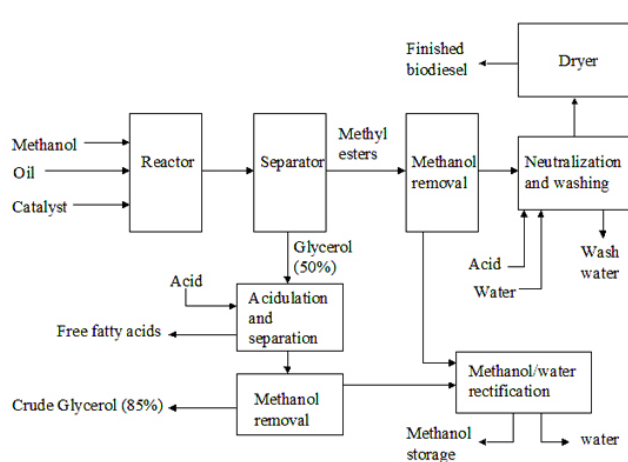 Finished
biodiesel
Dryer
Methanol
Oil
Catalyst
Reactor
Separator
Methyl
esters
Methanol
removal
Neutralization
and washing
Glycerol
(50%)
Acid
Water
Wash
water
Acid
Acidulation
and
separation
Free fatty acids
Methanol
removal
Crude Glycerol (85%)
Methanol/water
rectification
Methanol
storage
water